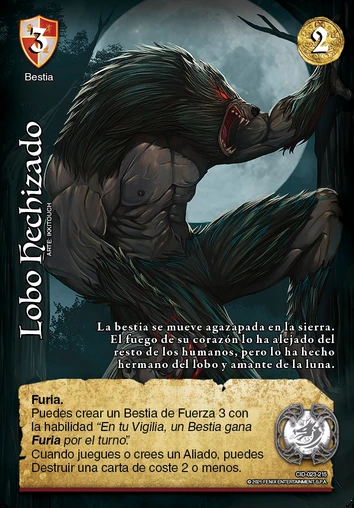 3
2
Bestia
Lobo Hechizado
ARTE: IKKITOUCH
La bestia se mueve agazapada en la sierra.
El fuego de su corazón lo ha alejado del
resto de los humanos, pero lo ha hecho
hermano del lobo y amante de la luna.
Furia.
Puedes crear un Bestia de Fuerza 3 con
la habilidad “En tu Vigilia, un Bestia gana
Furia por el turno”.
Cuando juegues o crees un Aliado, puedes
Destruir una carta de coste 2 o menos.
CID-023-215
© 2021 FENIX ENTERTAINMENT S.P.A.